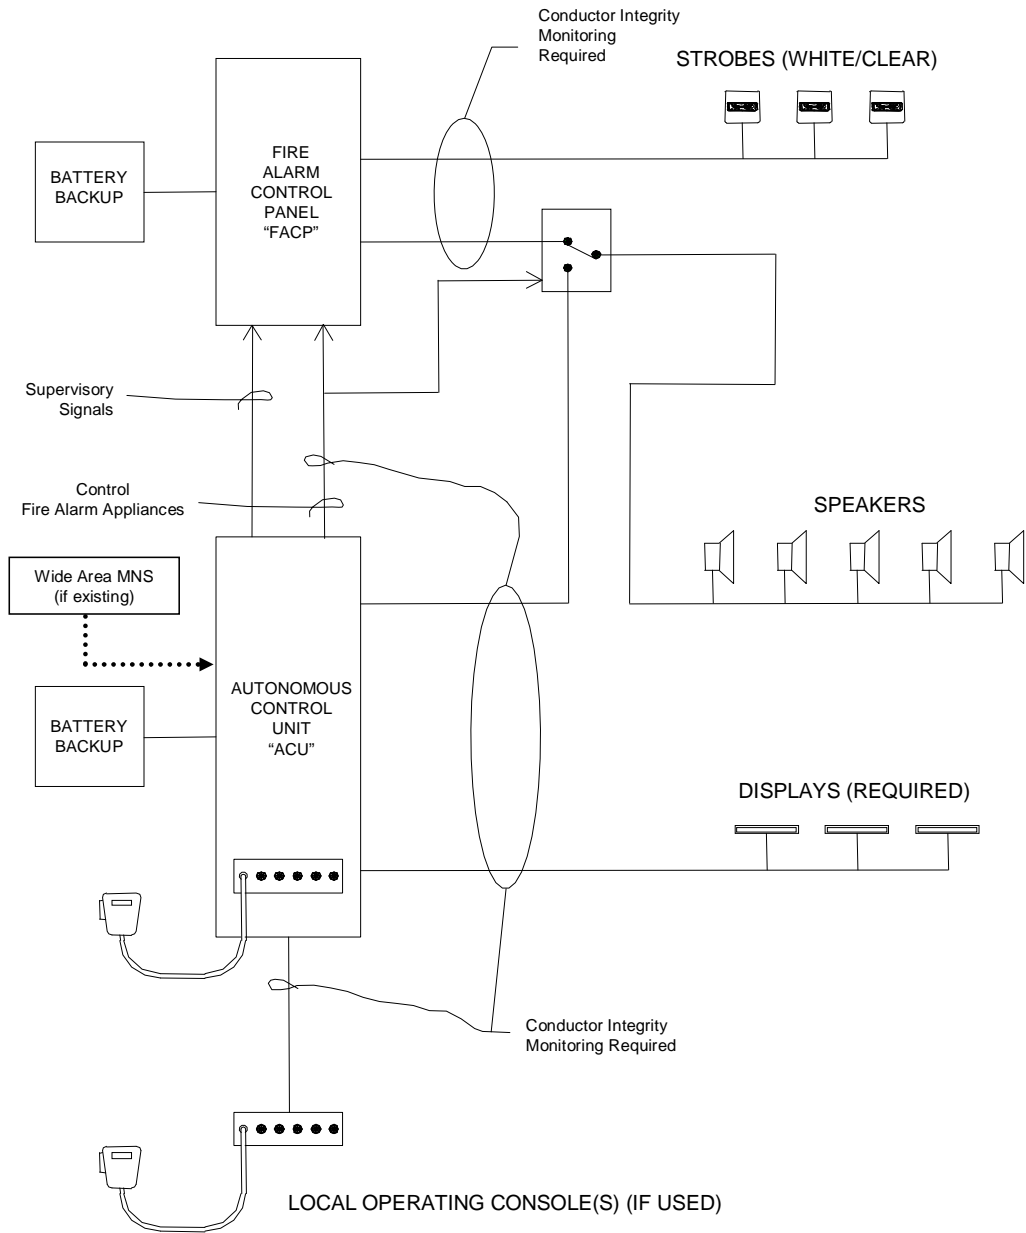 Conductor Integrity
Monitoring
Required
STROBES (WHITE/CLEAR)
BATTERY
BACKUP
FIRE
ALARM
CONTROL
PANEL
“FACP”
Supervisory
Signals
Control
Fire Alarm Appliances
SPEAKERS
Wide Area MNS
(if existing)
BATTERY
BACKUP
AUTONOMOUS
CONTROL
UNIT
“ACU”
DISPLAYS (REQUIRED)
Conductor Integrity
Monitoring Required
LOCAL OPERATING CONSOLE(S) (IF USED)